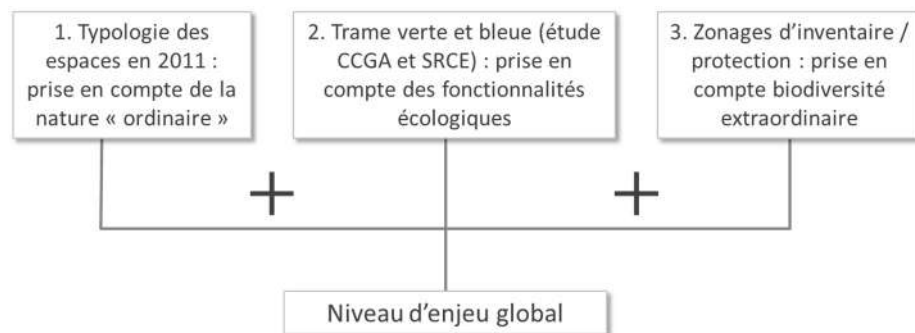 1. Typologie des
espaces en 2011 :
prise en compte de la
nature « ordinaire »
2. Trame verte et bleue (étude
CCGA et SRCE) : prise en
compte des fonctionnalités
écologiques
3. Zonages d’inventaire /
protection : prise en
compte biodiversité
extraordinaire
+
+
Niveau d’enjeu global